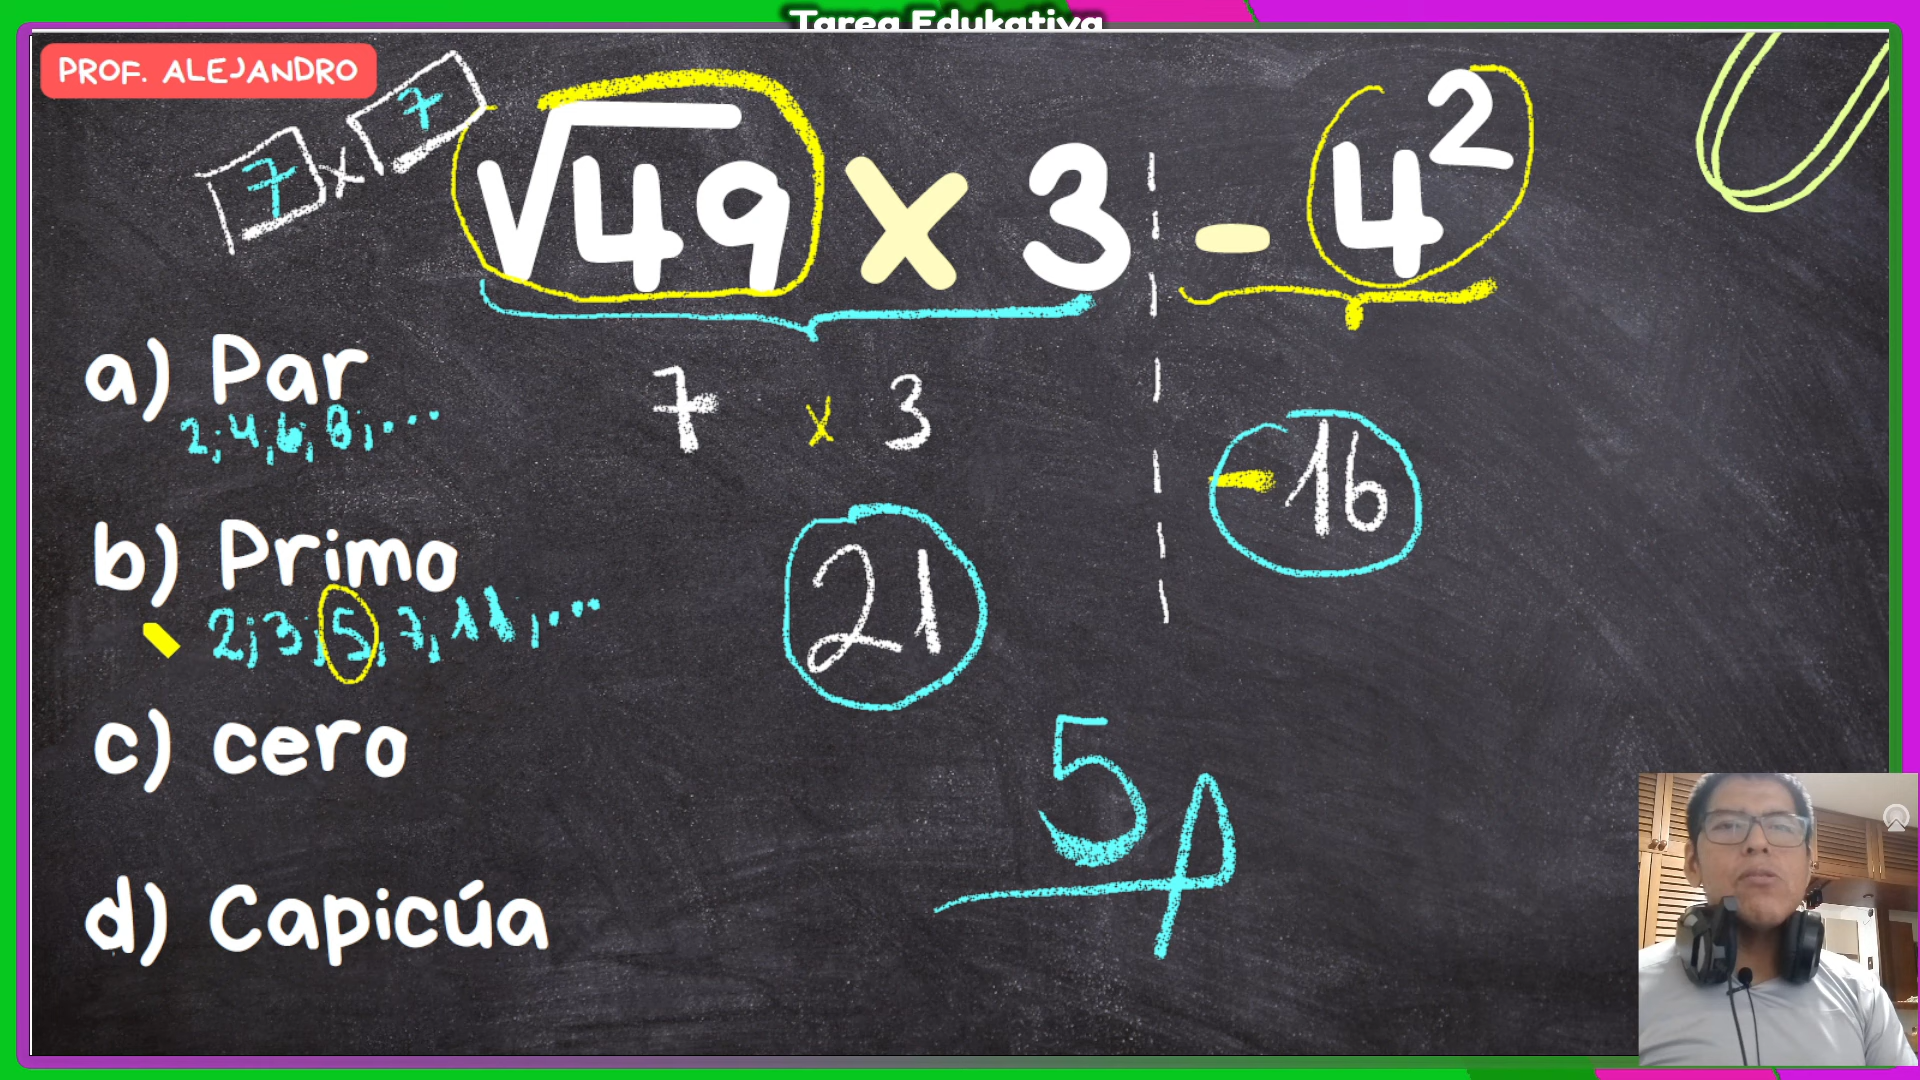 Tarea Edukativa
PROF. ALEJANDRO
7 x 7
√49 x 3 - 4²
a) Par
2; 4; 6; 8; ...
7 x 3
-16
b) Primo
2; 3; 5; 7; 11; ...
21
c) cero
5
d) Capicúa